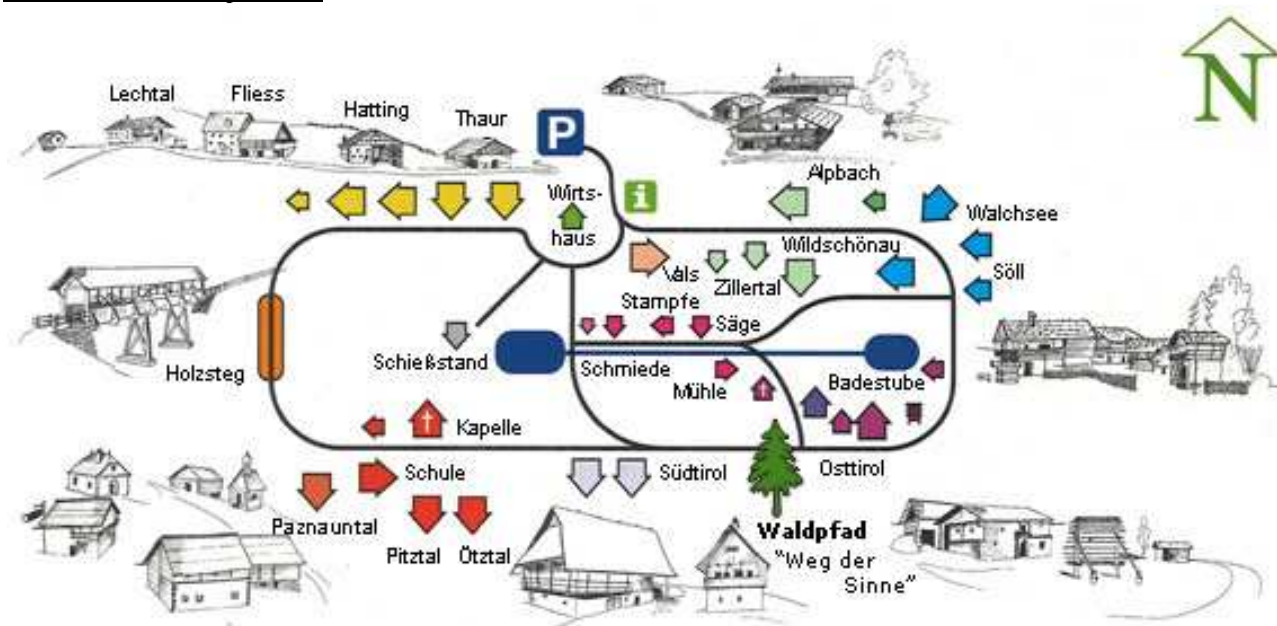 N
Lechtal
Fliess
Hatting
Thaur
P
i
Wirts-
haus
Alpbach
Walchsee
Wildschönau
Söll
Vals
Zillertal
Stampfe
Säge
Schießstand
Schmiede
Mühle
Badestube
Holzsteg
Kapelle
Schule
Südtirol
Osttirol
Paznauntal
Pitztal
Ötztal
Waldpfad
"Weg der
Sinne"